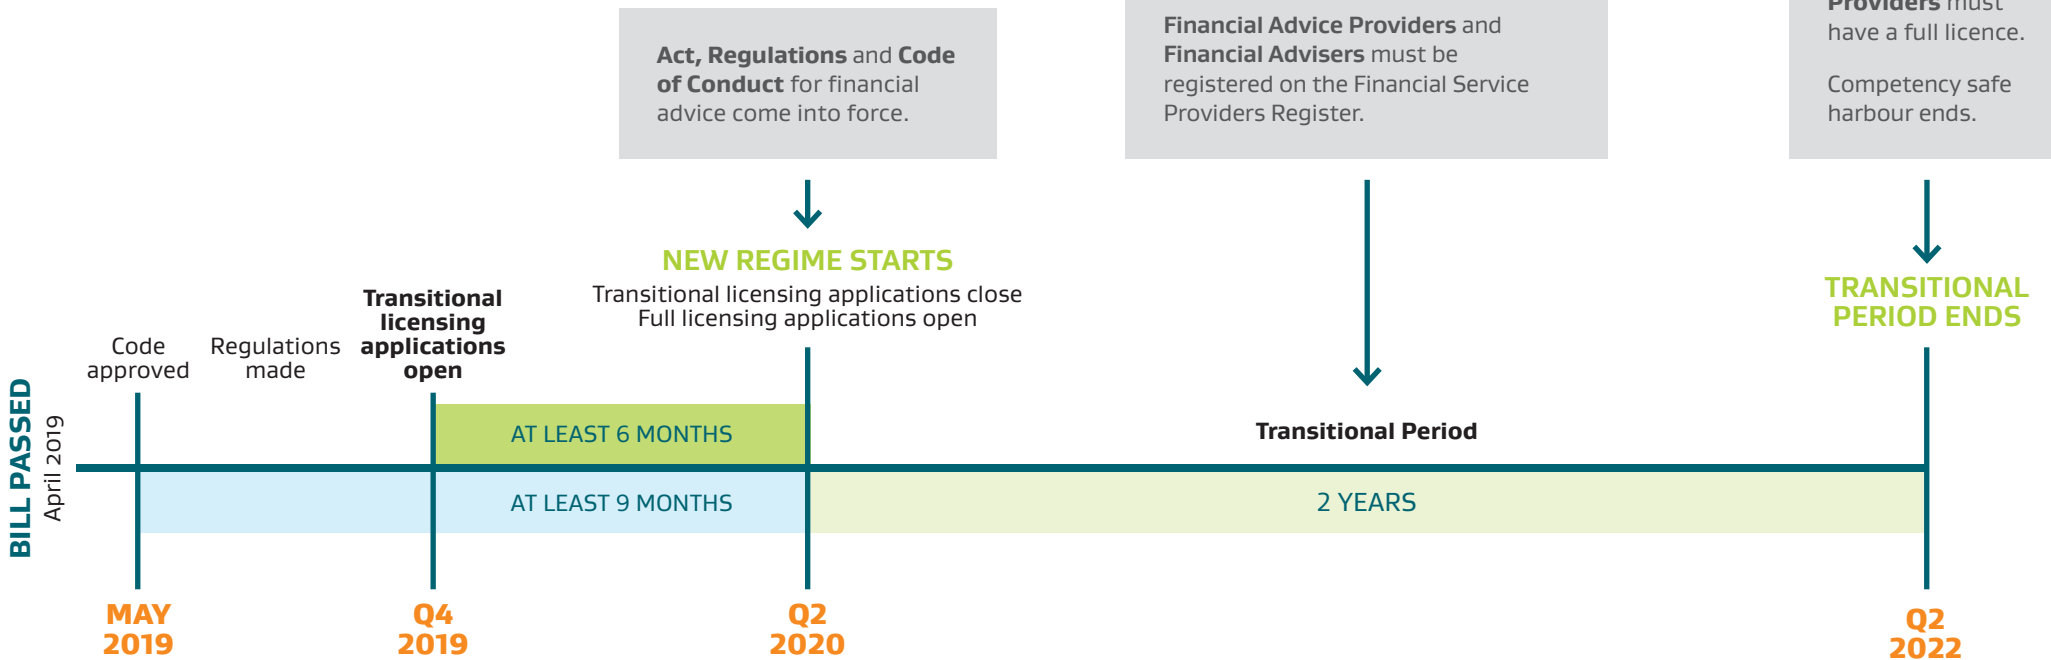 Act, Regulations and Code
of Conduct for financial
advice come into force.
Financial Advice Providers and
Financial Advisers must be
registered on the Financial Service
Providers Register.
Providers must
have a full licence.
Competency safe
harbour ends.
NEW REGIME STARTS
Transitional licensing applications close
Full licensing applications open
TRANSITIONAL
PERIOD ENDS
Code
approved
Regulations
made
Transitional
licensing
applications
open
BILL PASSED
April 2019
AT LEAST 6 MONTHS
Transitional Period
AT LEAST 9 MONTHS
2 YEARS
MAY
2019
Q4
2019
Q2
2020
Q2
2022